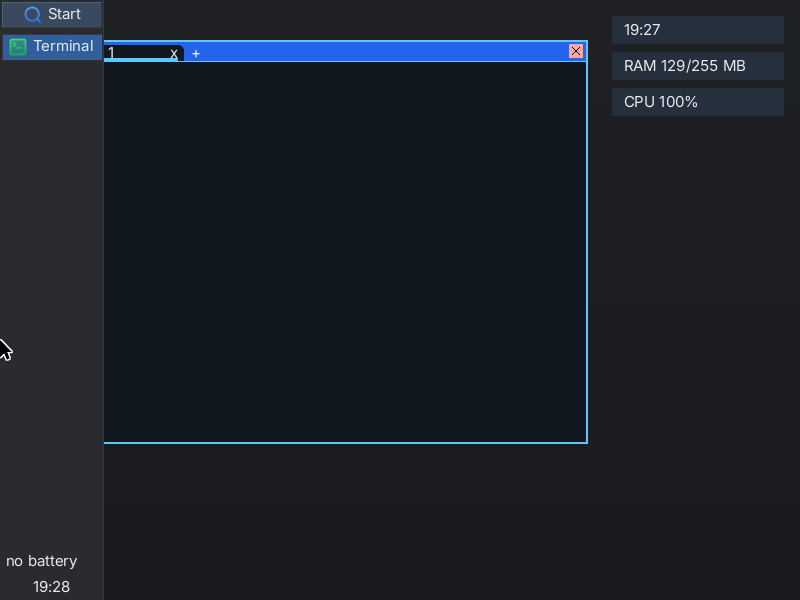 Start
Terminal
1 x +
19:27
RAM 129/255 MB
CPU 100%
no battery
19:28